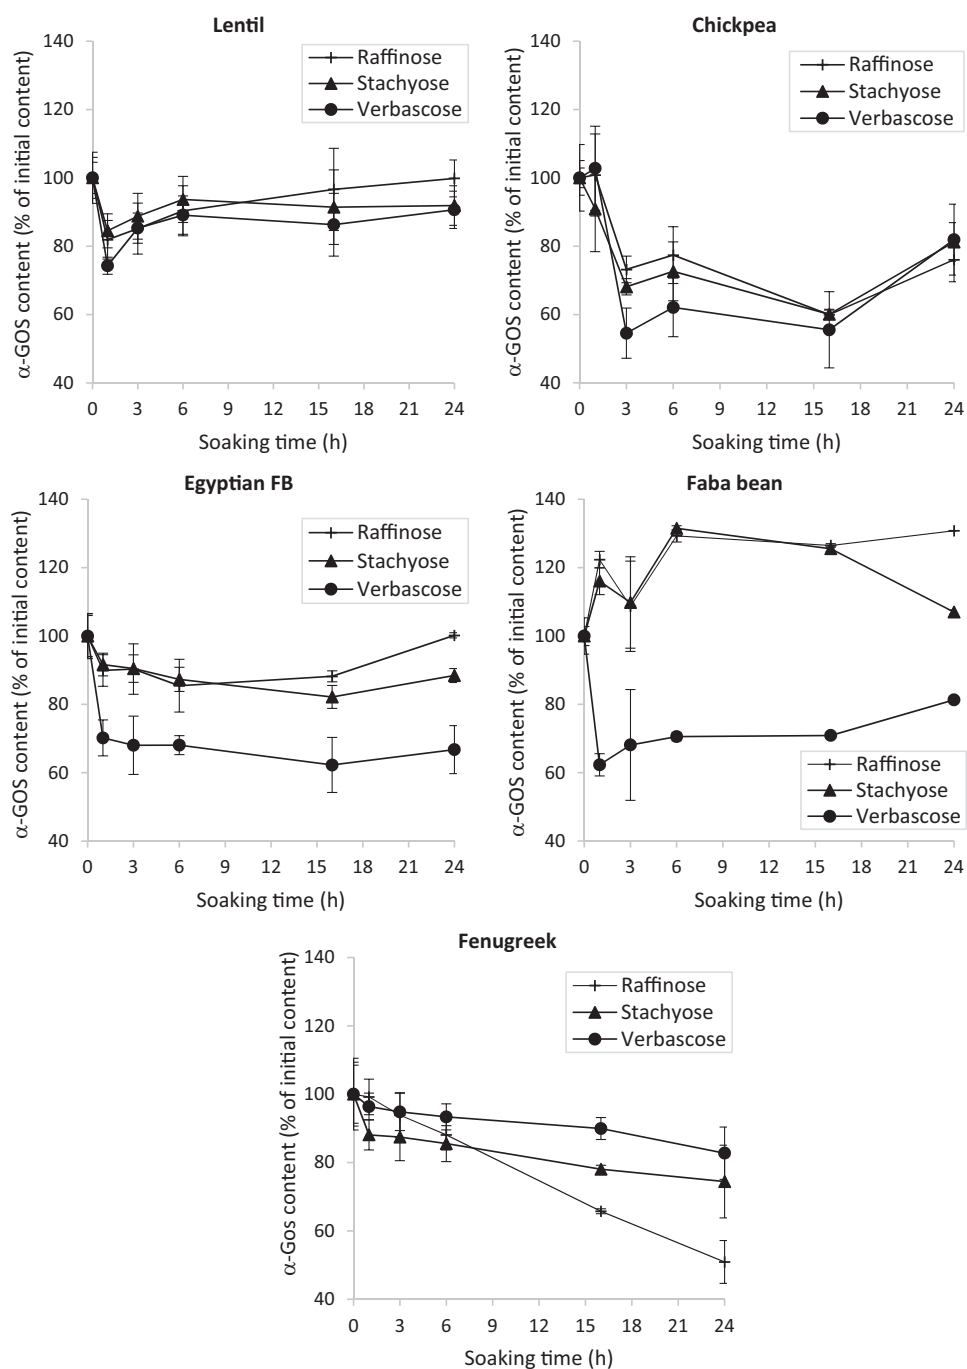 Lentil
140
120
100
80
60
40
α-GOS content (% of initial content)
Raffinose
Stachyose
Verbascose
0 3 6 9 12 15 18 21 24
Soaking time (h)
Chickpea
140
120
100
80
60
40
α-GOS content (% of initial content)
Raffinose
Stachyose
Verbascose
0 3 6 9 12 15 18 21 24
Soaking time (h)
Egyptian FB
140
120
100
80
60
40
α-GOS content (% of initial content)
Raffinose
Stachyose
Verbascose
0 3 6 9 12 15 18 21 24
Soaking time (h)
Faba bean
140
120
100
80
60
40
α-GOS content (% of initial content)
Raffinose
Stachyose
Verbascose
0 3 6 9 12 15 18 21 24
Soaking time (h)
Fenugreek
140
120
100
80
60
40
α-Gos content (% of initial content)
Raffinose
Stachyose
Verbascose
0 3 6 9 12 15 18 21 24
Soaking time (h)